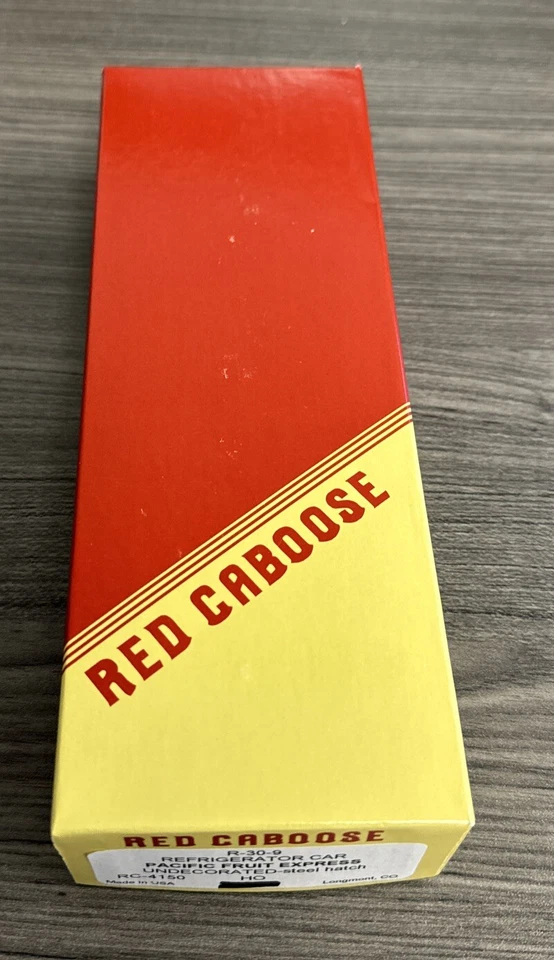 RED CABOOSE
RED CABOOSE
R-30-9
REFRIGERATOR CAR
PACIFIC FRUIT EXPRESS
UNDECORATED-steel hatch
RC-4150 HO
Made in USA Longmont, CO